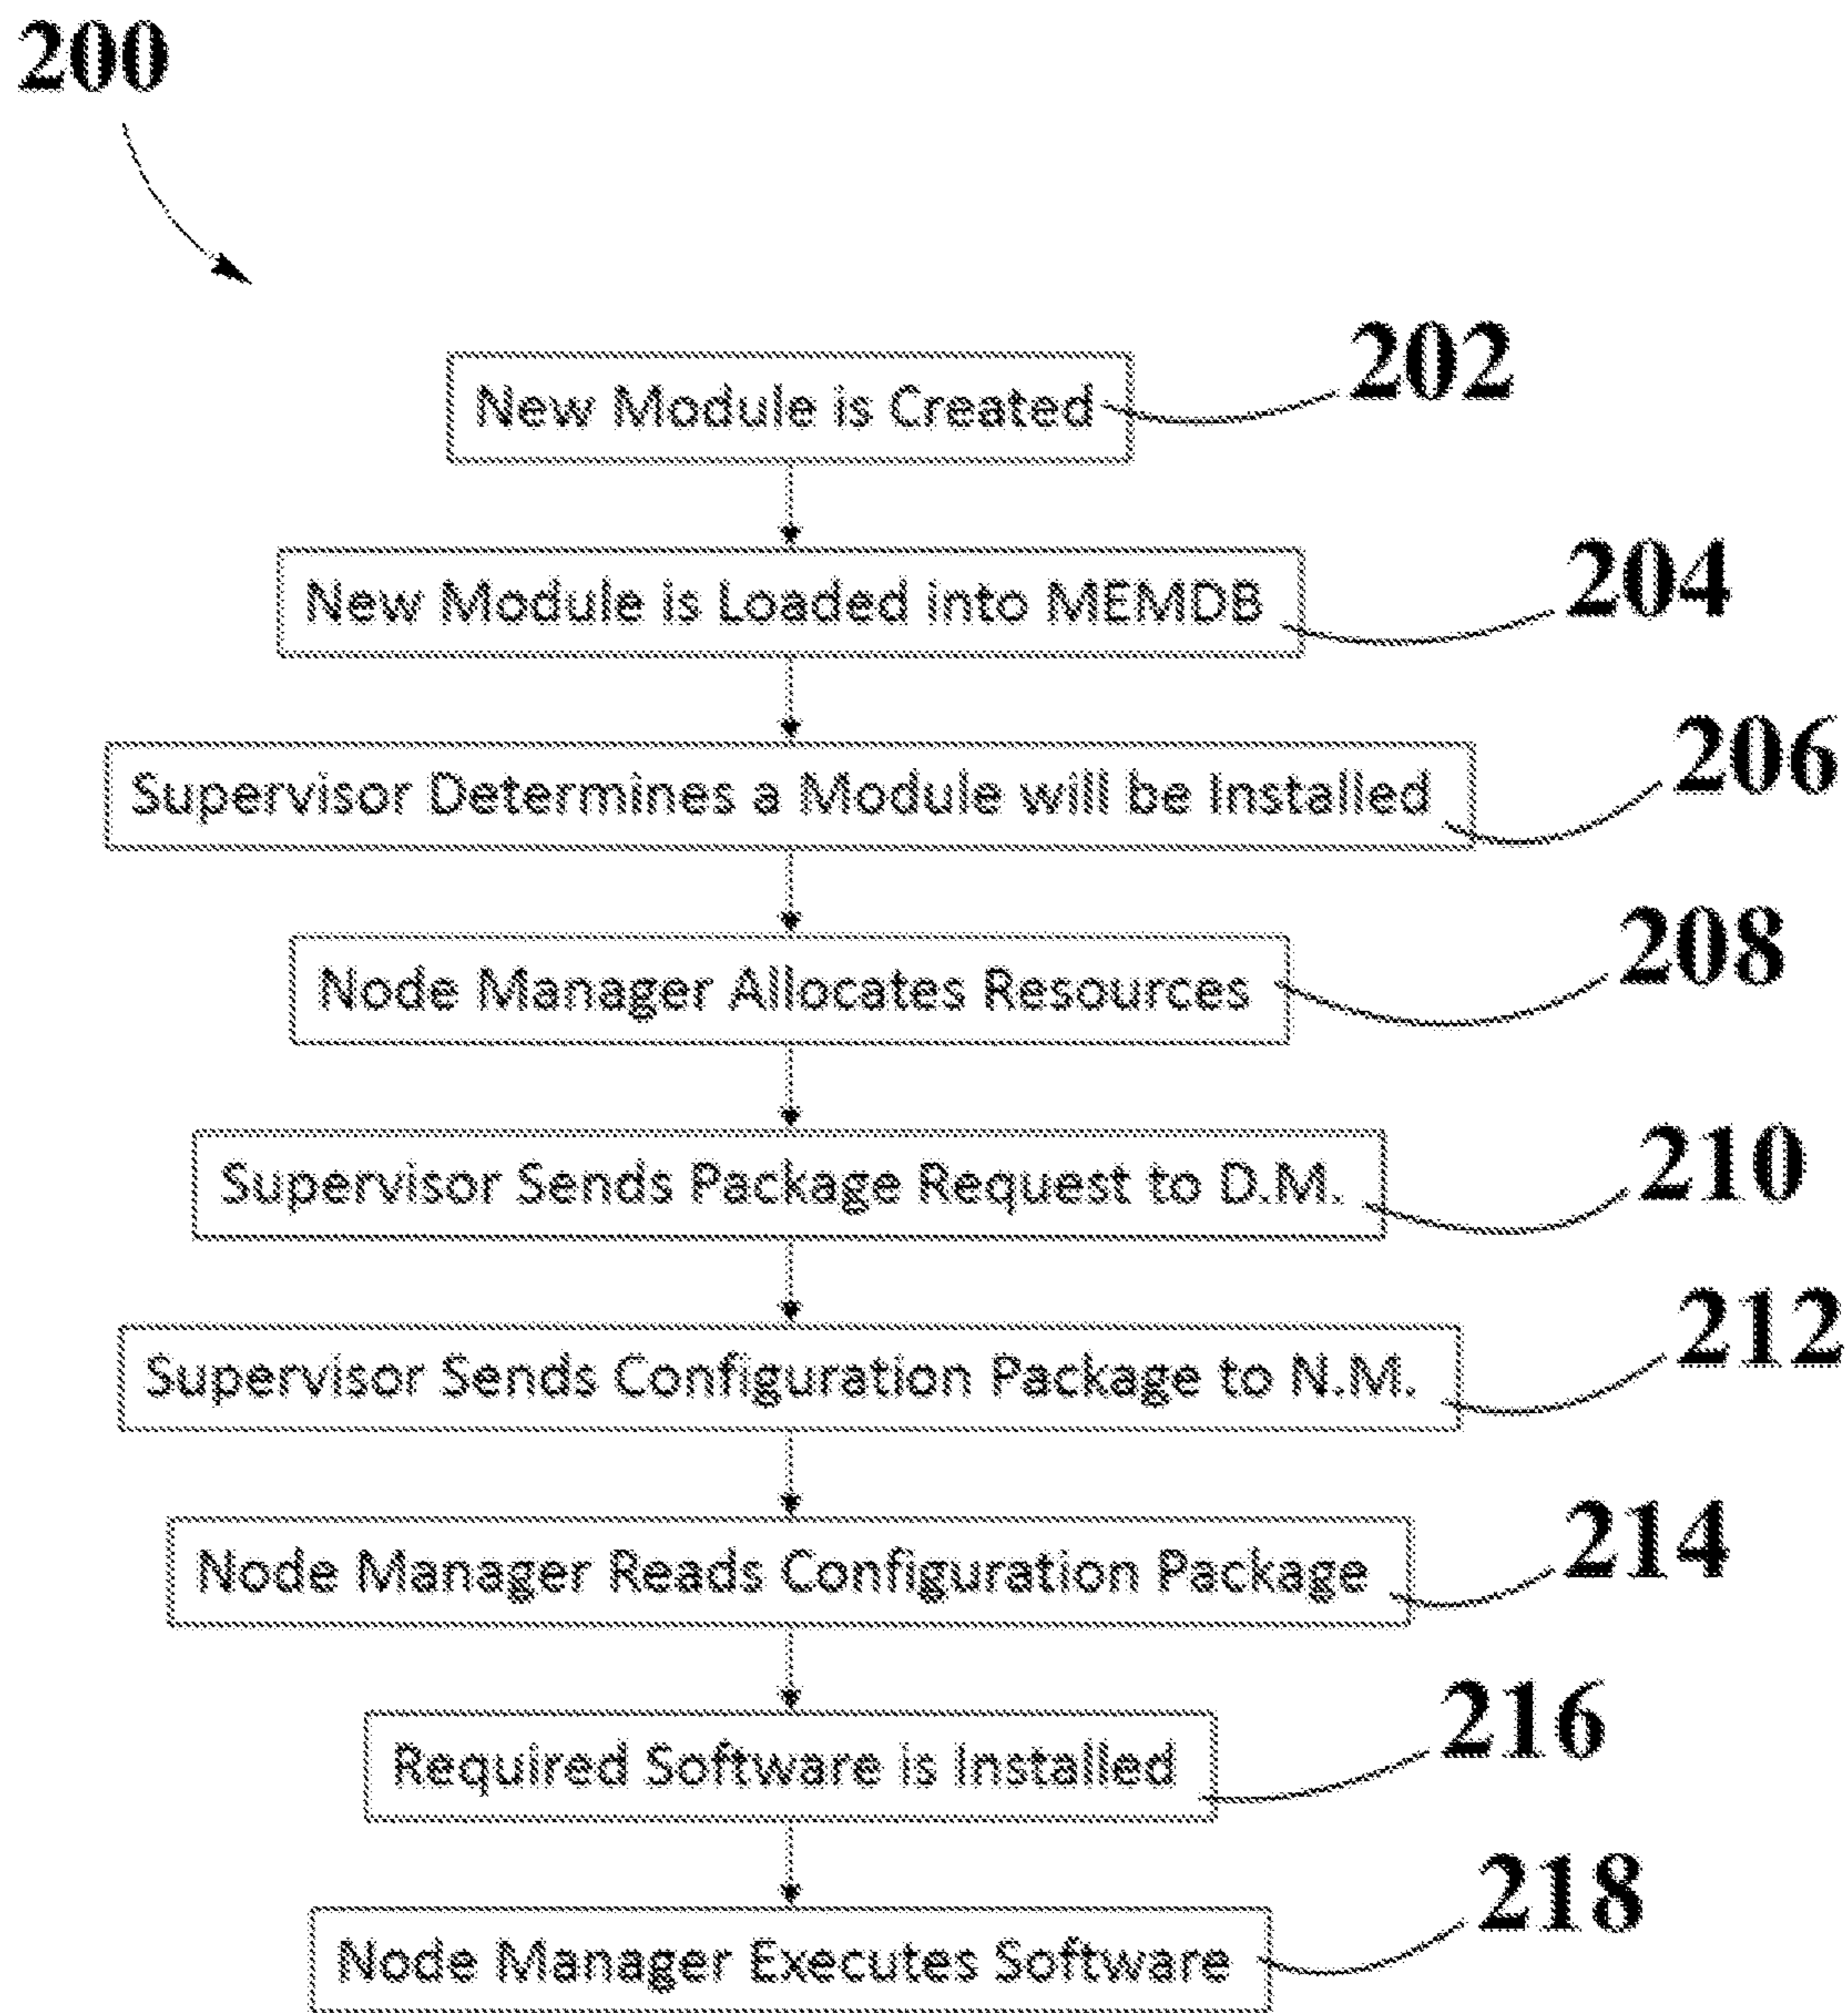 200
New Module is Created
202
New Module is Loaded into MEMDB
204
Supervisor Determines a Module will be Installed
206
Node Manager Allocates Resources
208
Supervisor Sends Package Request to D.M.
210
Supervisor Sends Configuration Package to N.M.
212
Node Manager Reads Configuration Package
214
Required Software is Installed
216
Node Manager Executes Software
218